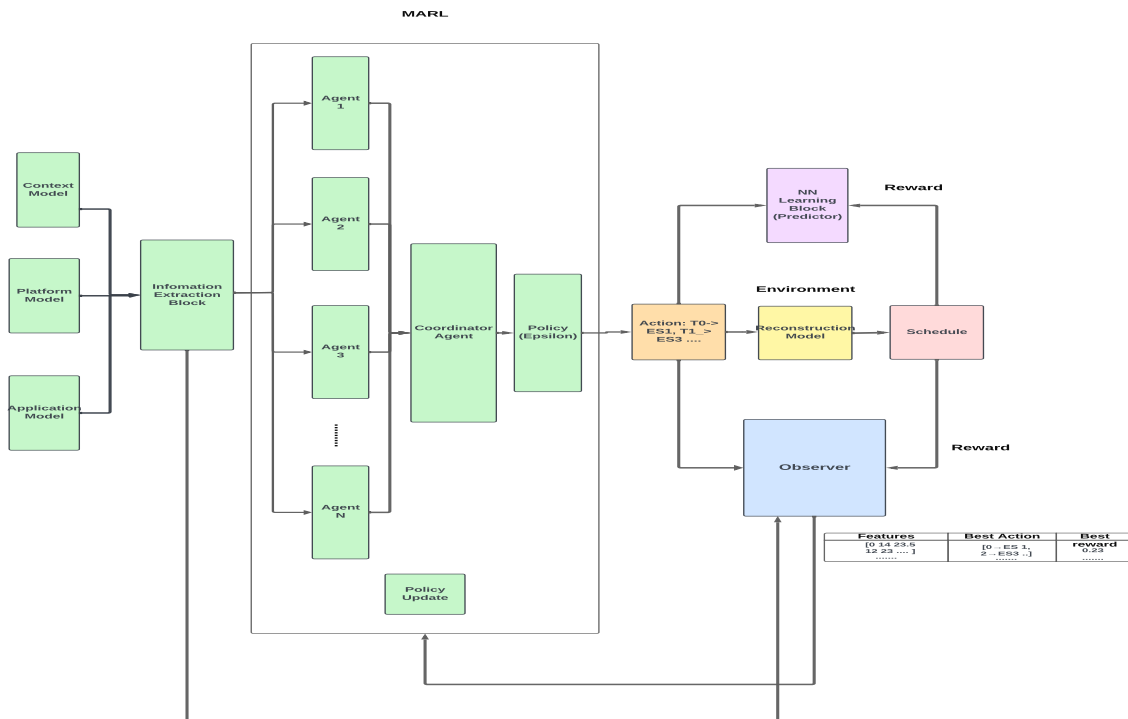 MARL
Agent
1
Context
Model
NN
Learning
Block
(Predictor)
Reward
Agent
2
Platform
Model
Infomation
Extraction
Block
Coordinator
Agent
Policy
(Epsilon)
Environment
Action: T0->
ES1, T1_>
ES3 ....
Reconstruction
Model
Schedule
Agent
3
Application
Model
Reward
Observer
Agent
N
Features
Best Action
Best
reward
[0 14 23.5
12 23 .... ]
.......
[0→ES 1,
2→ES3 ..]
.......
0.23
.......
Policy
Update